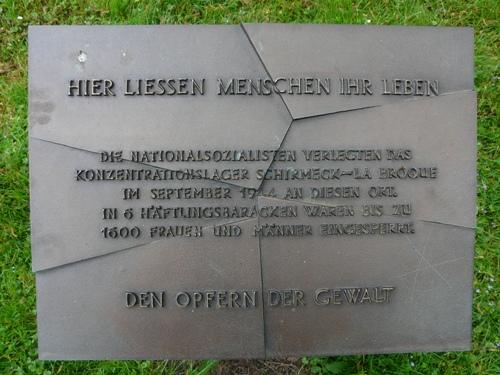 HIER LIESSEN MENSCHEN IHR LEBEN
DIE NATIONALSOZIALISTEN VERLEGTEN DAS
KONZENTRATIONSLAGER SCHIRMECK-LA BROQUE
IM SEPTEMBER 1944 AN DIESEN ORT.
IN 6 HÄFTLINGSBARACKEN WAREN BIS ZU
1600 FRAUEN UND MÄNNER EINGESPERRT.
DEN OPFERN DER GEWALT